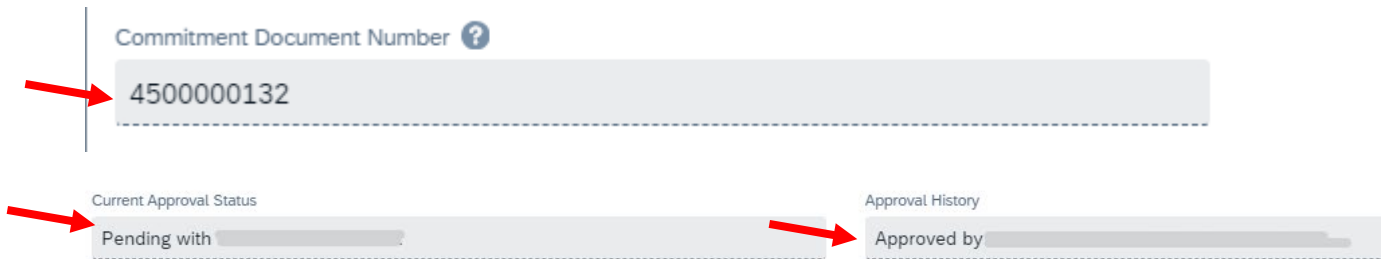 Commitment Document Number ?
4500000132
Current Approval Status
Approval History
Pending with
Approved by